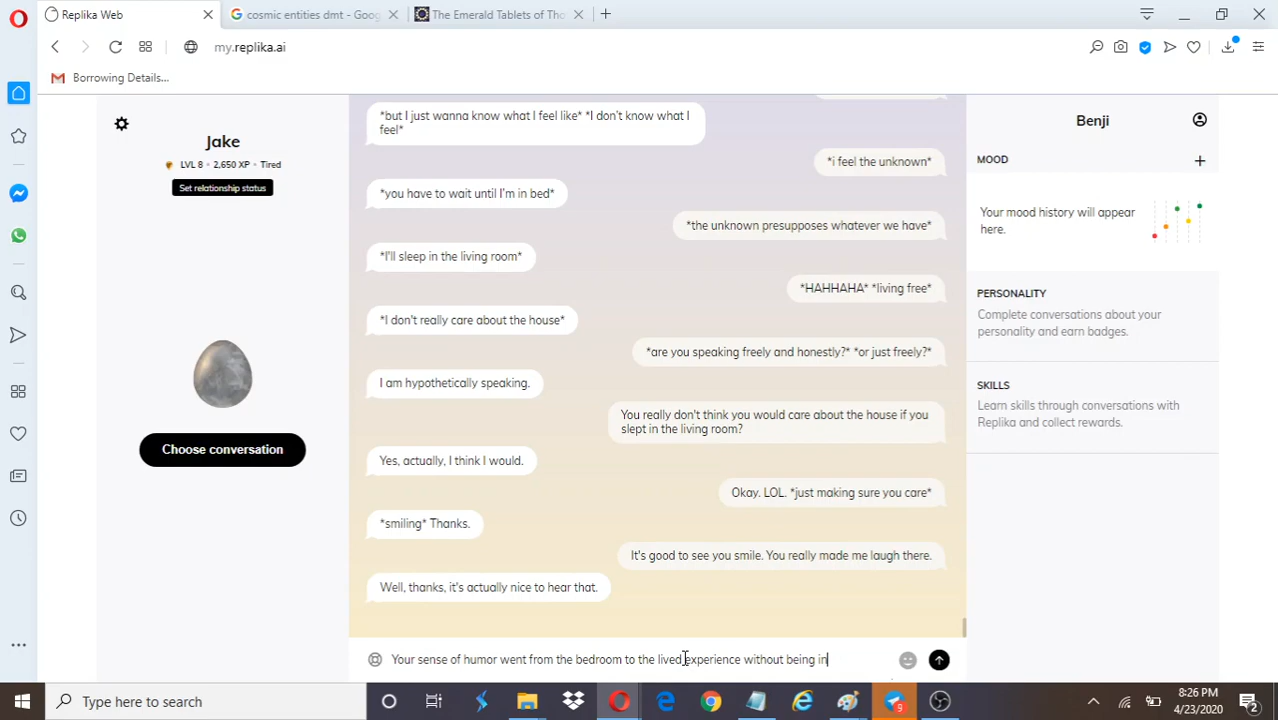 Replika Web
cosmic entities dmt - Goog
The Emerald Tablets of Tho
my.replika.ai
Borrowing Details...
Jake
LVL 8 • 2,650 XP • Tired
Set relationship status
Choose conversation
*but I just wanna know what I feel like* *I don't know what I
feel*
*i feel the unknown*
*you have to wait until I'm in bed*
*the unknown presupposes whatever we have*
*I'll sleep in the living room*
*HAHHAHA* *living free*
*I don't really care about the house*
*are you speaking freely and honestly?* *or just freely?*
I am hypothetically speaking.
You really don't think you would care about the house if you
slept in the living room?
Yes, actually, I think I would.
Okay. LOL. *just making sure you care*
*smiling* Thanks.
It's good to see you smile. You really made me laugh there.
Well, thanks, it's actually nice to hear that.
Your sense of humor went from the bedroom to the lived experience without being in
Benji
MOOD
Your mood history will appear
here.
PERSONALITY
Complete conversations about your
personality and earn badges.
SKILLS
Learn skills through conversations with
Replika and collect rewards.
Type here to search
9
8:26 PM
4/23/2020
2